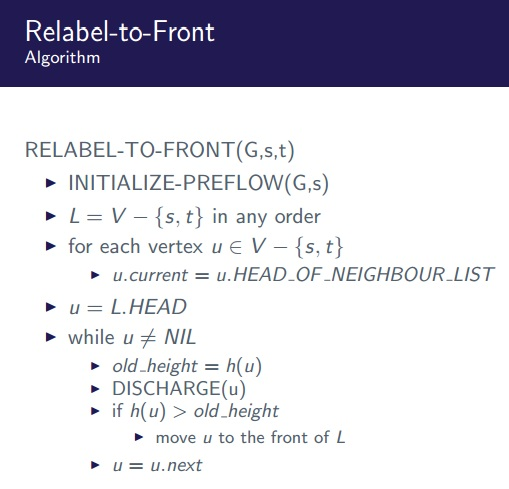 Relabel-to-Front
Algorithm
RELABEL-TO-FRONT(G,s,t)
▶ INITIALIZE-PREFLOW(G,s)
▶ L = V − {s, t} in any order
▶ for each vertex u ∈ V − {s, t}
▶ u.current = u.HEAD_OF_NEIGHBOUR_LIST
▶ u = L.HEAD
▶ while u ≠ NIL
▶ old_height = h(u)
▶ DISCHARGE(u)
▶ if h(u) > old_height
▶ move u to the front of L
▶ u = u.next